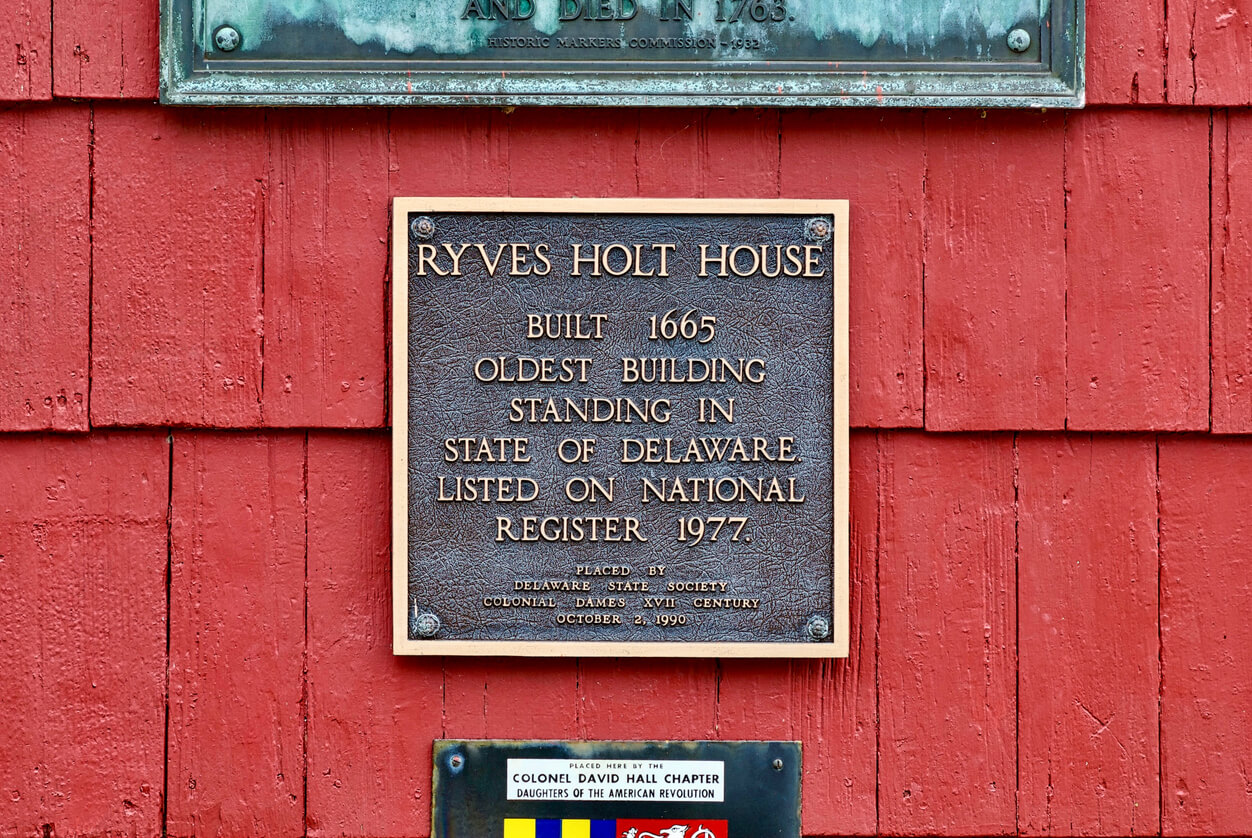 AND DIED IN 1763.
HISTORIC MARKERS COMMISSION - 1932
RYVES HOLT HOUSE
BUILT 1665
OLDEST BUILDING
STANDING IN
STATE OF DELAWARE.
LISTED ON NATIONAL
REGISTER 1977.
PLACED BY
DELAWARE STATE SOCIETY
COLONIAL DAMES XVII CENTURY
OCTOBER 2, 1990
PLACED HERE BY THE
COLONEL DAVID HALL CHAPTER
DAUGHTERS OF THE AMERICAN REVOLUTION